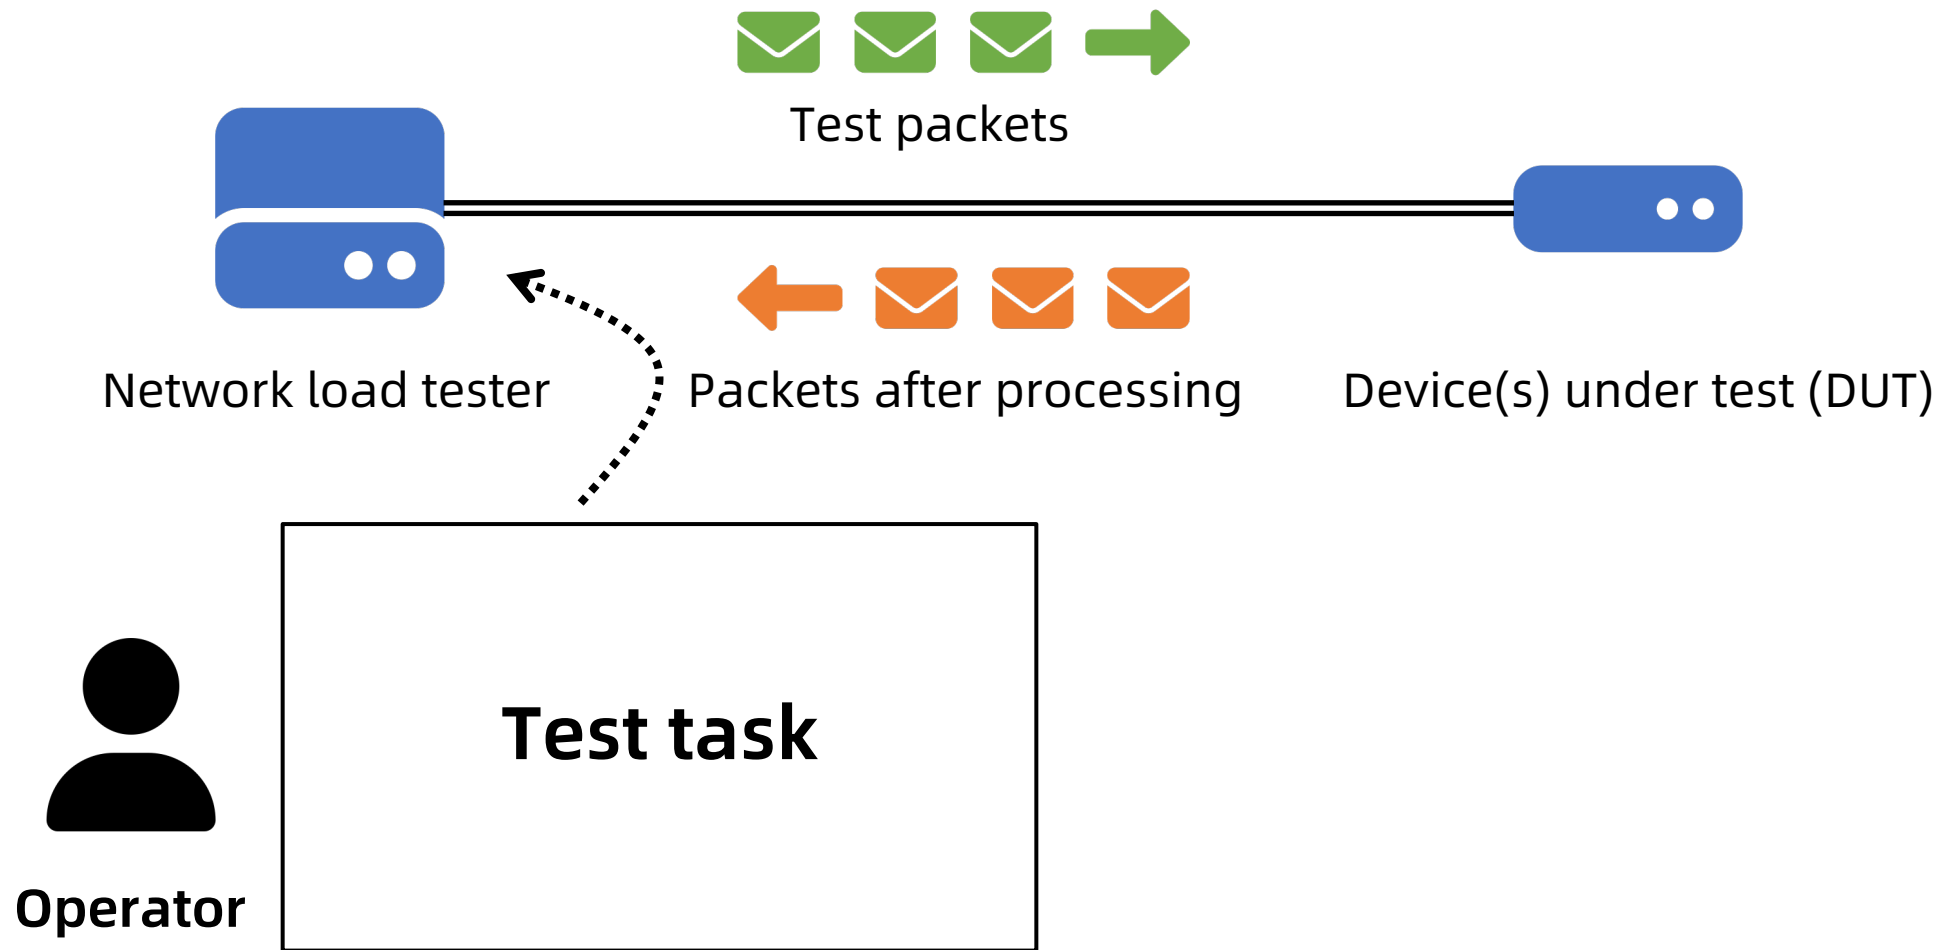 Test packets
Network load tester
Packets after processing
Device(s) under test (DUT)
Test task
Operator